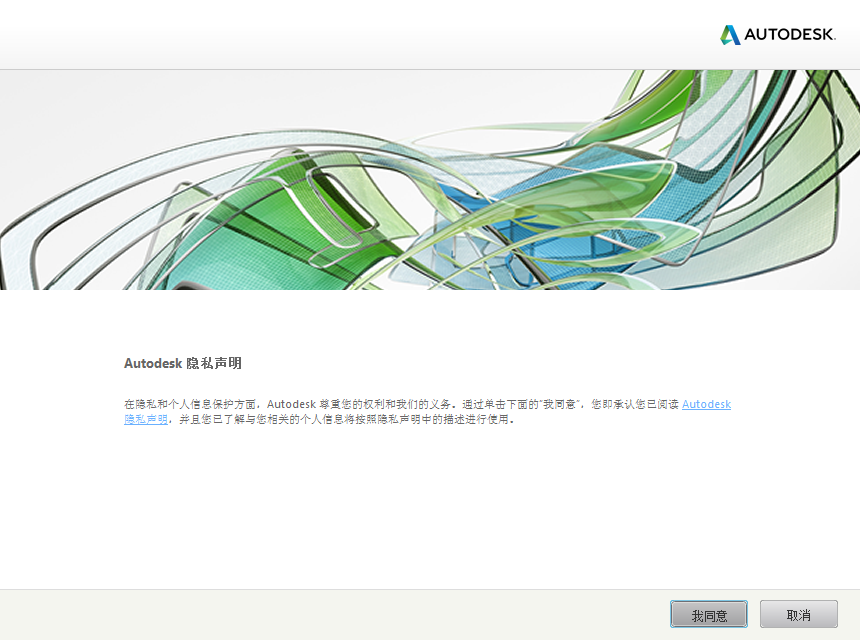 AUTODESK.
Autodesk 隐私声明
在隐私和个人信息保护方面，Autodesk 尊重您的权利和我们的义务。通过单击下面的“我同意”，您即承认您已阅读 Autodesk
隐私声明，并且您已了解与您相关的个人信息将按照隐私声明中的描述进行使用。
我同意 取消